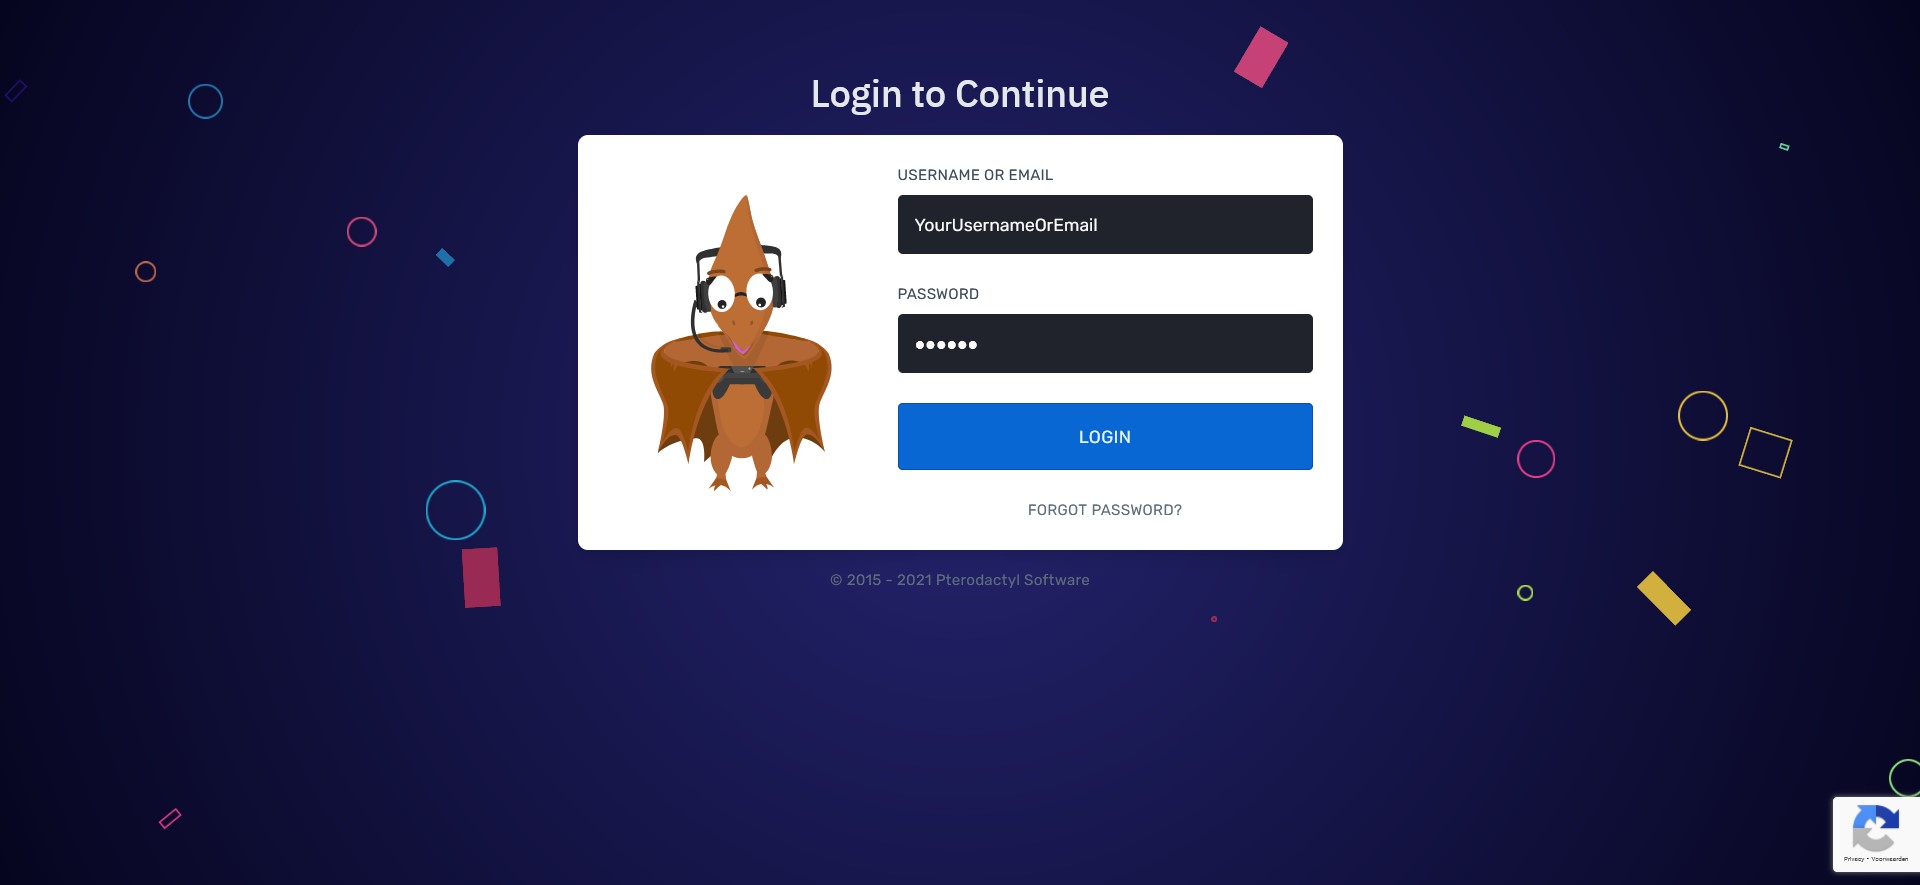 Login to Continue
USERNAME OR EMAIL
YourUsernameOrEmail
PASSWORD
LOGIN
FORGOT PASSWORD?
© 2015 - 2021 Pterodactyl Software
Privacy - Voorwaarden